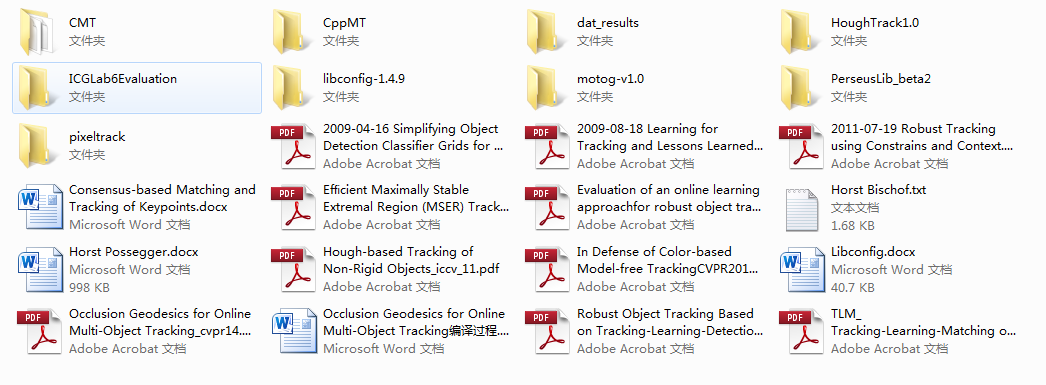 CMT
文件夹
CppMT
文件夹
dat_results
文件夹
HoughTrack1.0
文件夹
ICGLab6Evaluation
文件夹
libconfig-1.4.9
文件夹
motog-v1.0
文件夹
PerseusLib_beta2
文件夹
pixeltrack
文件夹
PDF
2009-04-16 Simplifying Object
Detection Classifier Grids for ...
Adobe Acrobat 文档
PDF
2009-08-18 Learning for
Tracking and Lessons Learned...
Adobe Acrobat 文档
PDF
2011-07-19 Robust Tracking
using Constrains and Context....
Adobe Acrobat 文档
Consensus-based Matching and
Tracking of Keypoints.docx
Microsoft Word 文档
PDF
Efficient Maximally Stable
Extremal Region (MSER) Track...
Adobe Acrobat 文档
PDF
Evaluation of an online learning
approachfor robust object tra...
Adobe Acrobat 文档
Horst Bischof.txt
文本文档
1.68 KB
Horst Possegger.docx
Microsoft Word 文档
998 KB
PDF
Hough-based Tracking of
Non-Rigid Objects_iccv_11.pdf
Adobe Acrobat 文档
PDF
In Defense of Color-based
Model-free TrackingCVPR201...
Adobe Acrobat 文档
Libconfig.docx
Microsoft Word 文档
40.7 KB
PDF
Occlusion Geodesics for Online
Multi-Object Tracking_cvpr14....
Adobe Acrobat 文档
Occlusion Geodesics for Online
Multi-Object Tracking编译过程....
Microsoft Word 文档
PDF
Robust Object Tracking Based
on Tracking-Learning-Detectio...
Adobe Acrobat 文档
PDF
TLM_
Tracking-Learning-Matching o...
Adobe Acrobat 文档